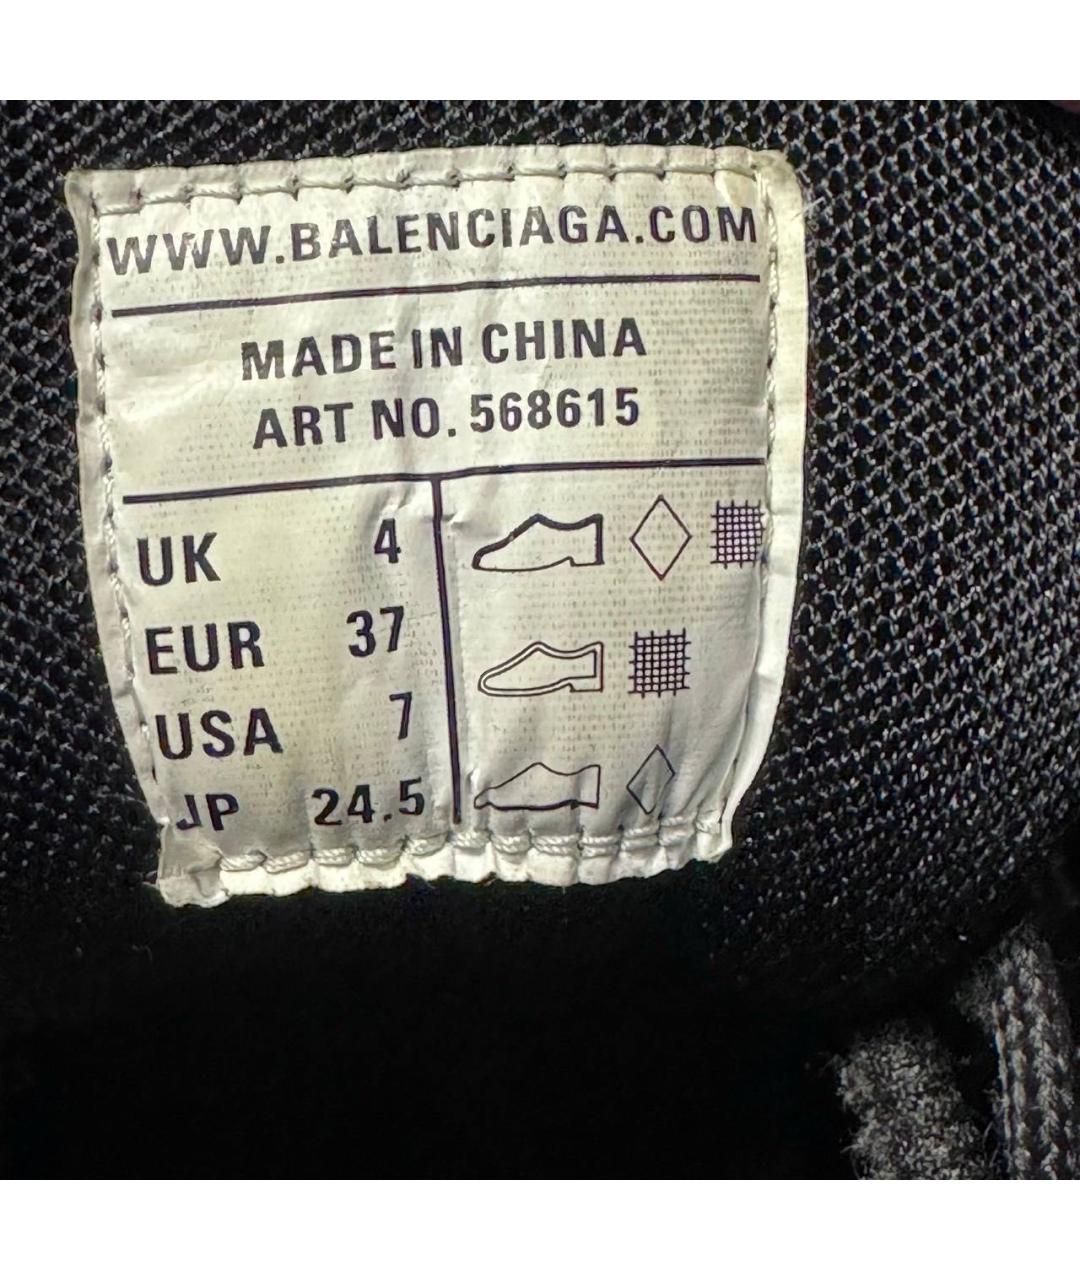 WWW.BALENCIAGA.COM
MADE IN CHINA
ART NO. 568615
UK 4
EUR 37
USA 7
JP 24.5